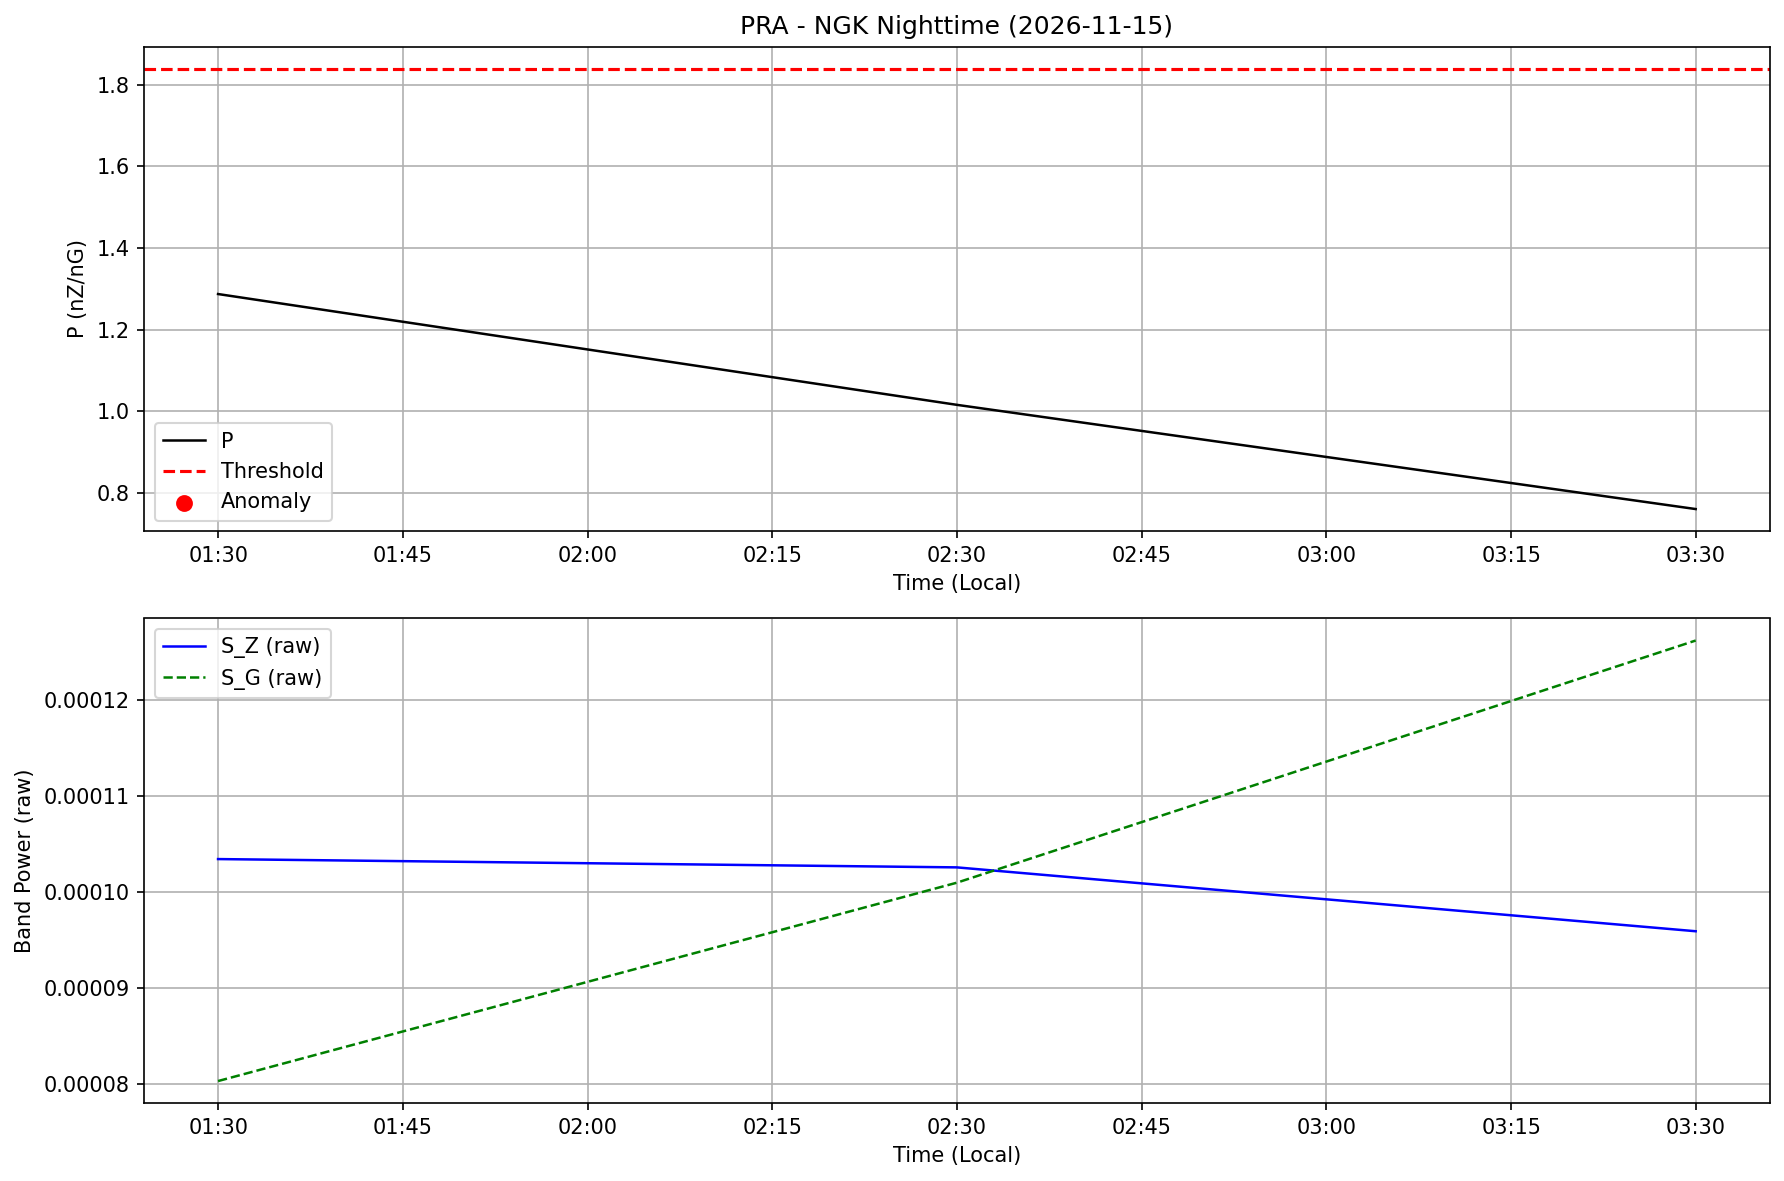 PRA - NGK Nighttime (2026-11-15)
P (nZ/nG)
1.8
1.6
1.4
1.2
1.0
0.8
P
Threshold
Anomaly
01:30 01:45 02:00 02:15 02:30 02:45 03:00 03:15 03:30
Time (Local)
Band Power (raw)
0.00012
0.00011
0.00010
0.00009
0.00008
S_Z (raw)
S_G (raw)
01:30 01:45 02:00 02:15 02:30 02:45 03:00 03:15 03:30
Time (Local)